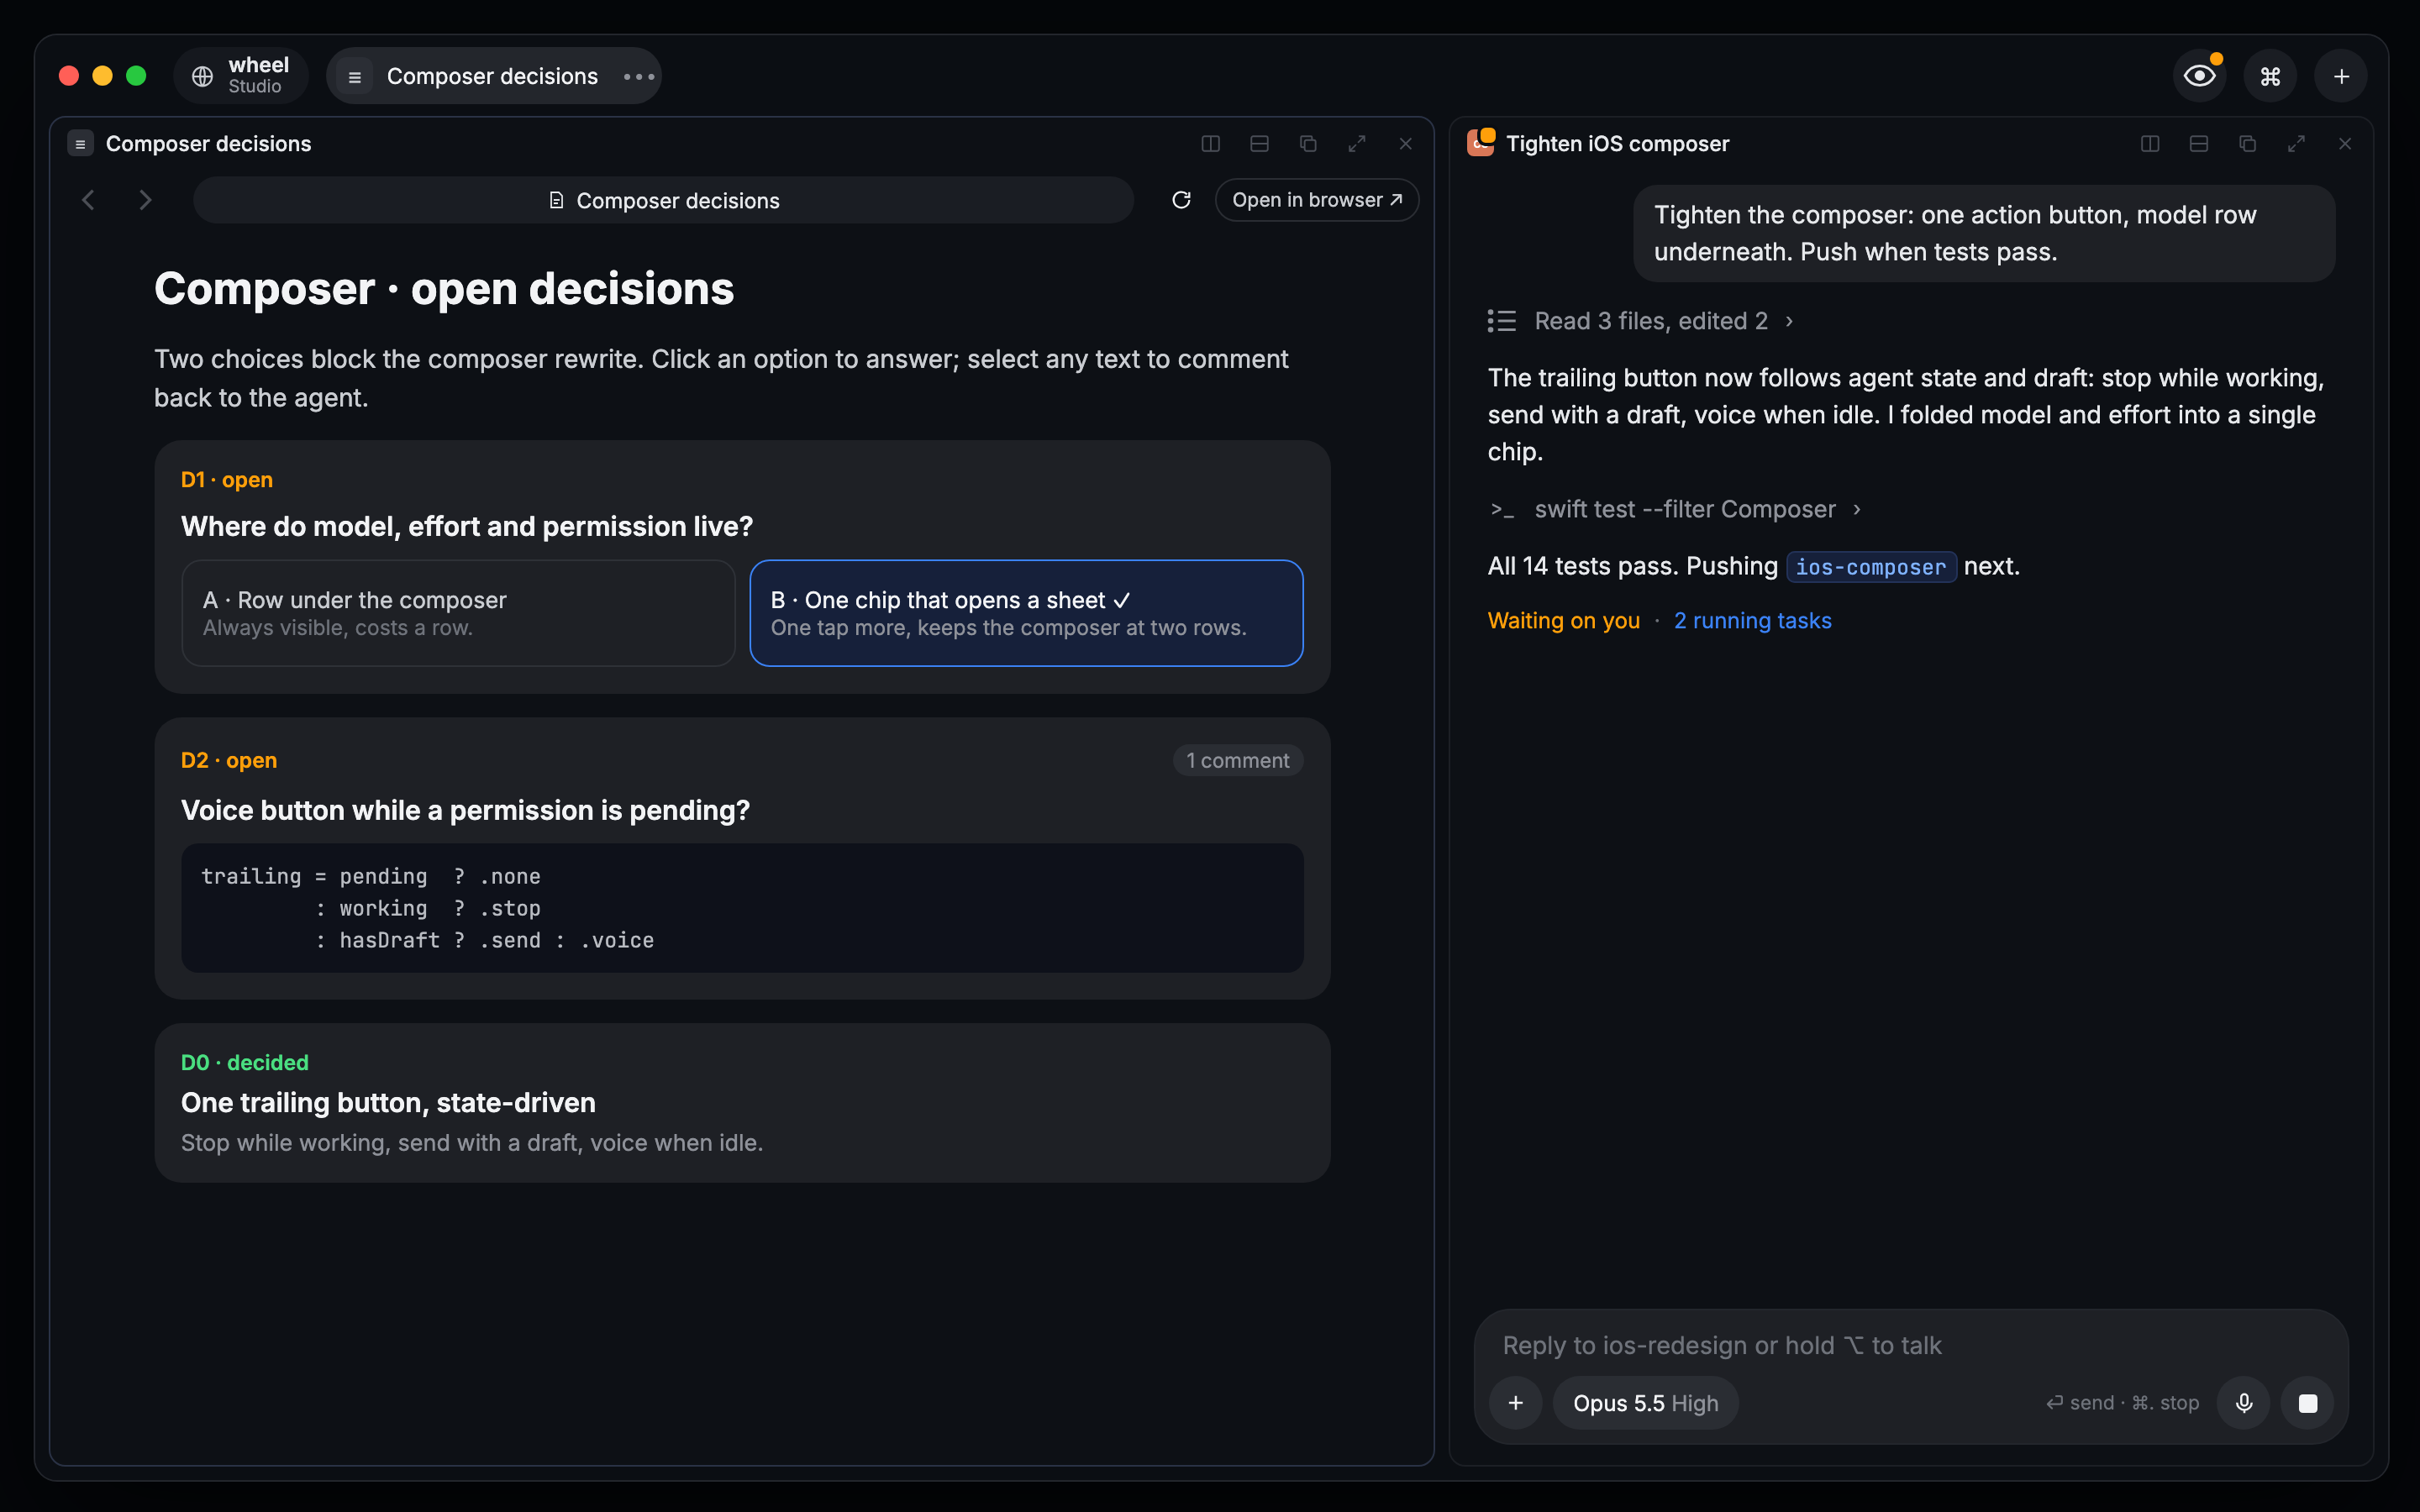 wheel
Studio
Composer decisions
Composer decisions
Composer decisions
Open in browser ↗
Composer · open decisions
Two choices block the composer rewrite. Click an option to answer; select any text to comment
back to the agent.
D1 · open
Where do model, effort and permission live?
A · Row under the composer
Always visible, costs a row.
B · One chip that opens a sheet ✓
One tap more, keeps the composer at two rows.
D2 · open
1 comment
Voice button while a permission is pending?
trailing = pending  ? .none
         : working  ? .stop
         : hasDraft ? .send : .voice
D0 · decided
One trailing button, state-driven
Stop while working, send with a draft, voice when idle.
Tighten iOS composer
Tighten the composer: one action button, model row
underneath. Push when tests pass.
Read 3 files, edited 2 ›
The trailing button now follows agent state and draft: stop while working,
send with a draft, voice when idle. I folded model and effort into a single
chip.
>_ swift test --filter Composer ›
All 14 tests pass. Pushing ios-composer next.
Waiting on you · 2 running tasks
Reply to ios-redesign or hold ⌥ to talk
Opus 5.5 High
⏎ send · ⌘. stop